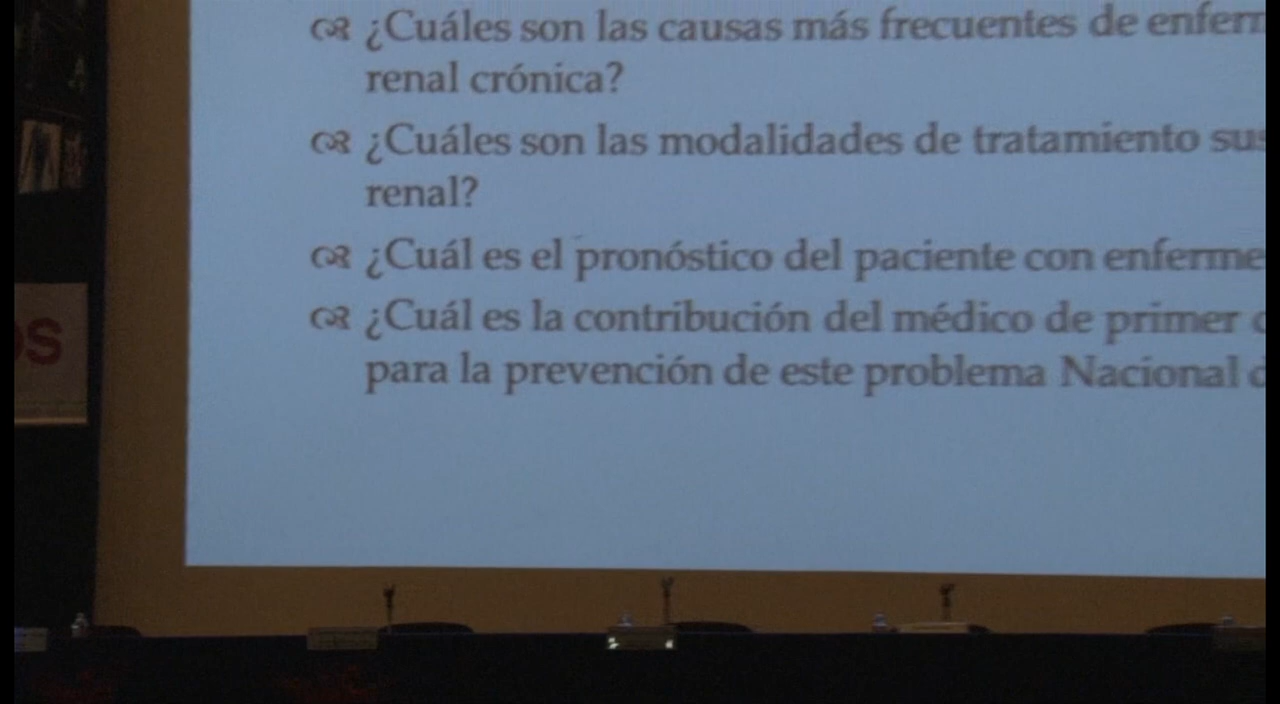 ¿Cuáles son las causas más frecuentes de
renal crónica?
¿Cuáles son las modalidades de tratamiento
renal?
¿Cuál es el pronóstico del paciente con
¿Cuál es la contribución del médico de primer
para la prevención de este problema Nacional